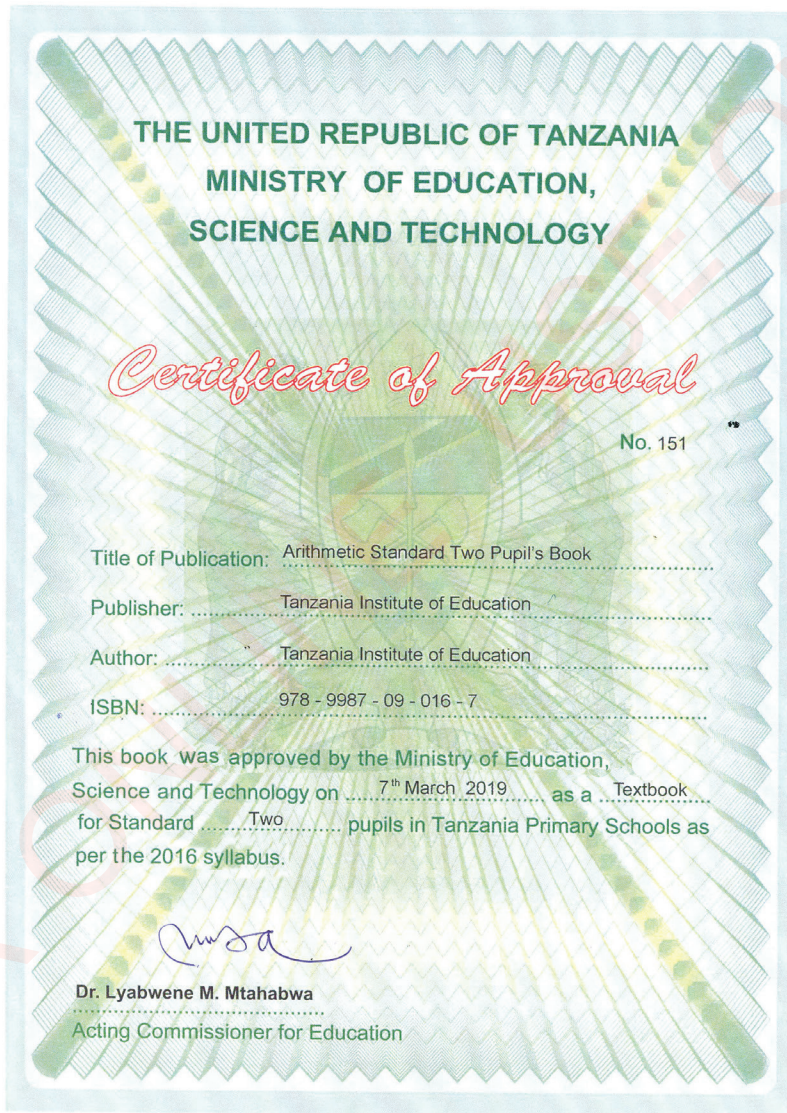 THE UNITED REPUBLIC OF TANZANIA
MINISTRY OF EDUCATION,
SCIENCE AND TECHNOLOGY
Certificate of Approval
No. 151
Title of Publication: Arithmetic Standard Two Pupil's Book
Publisher: Tanzania Institute of Education
Author: Tanzania Institute of Education
ISBN: 978 - 9987 - 09 - 016 - 7
This book was approved by the Ministry of Education,
Science and Technology on 7th March 2019 as a Textbook
for Standard Two pupils in Tanzania Primary Schools as
per the 2016 syllabus.
Dr. Lyabwene M. Mtahabwa
Acting Commissioner for Education